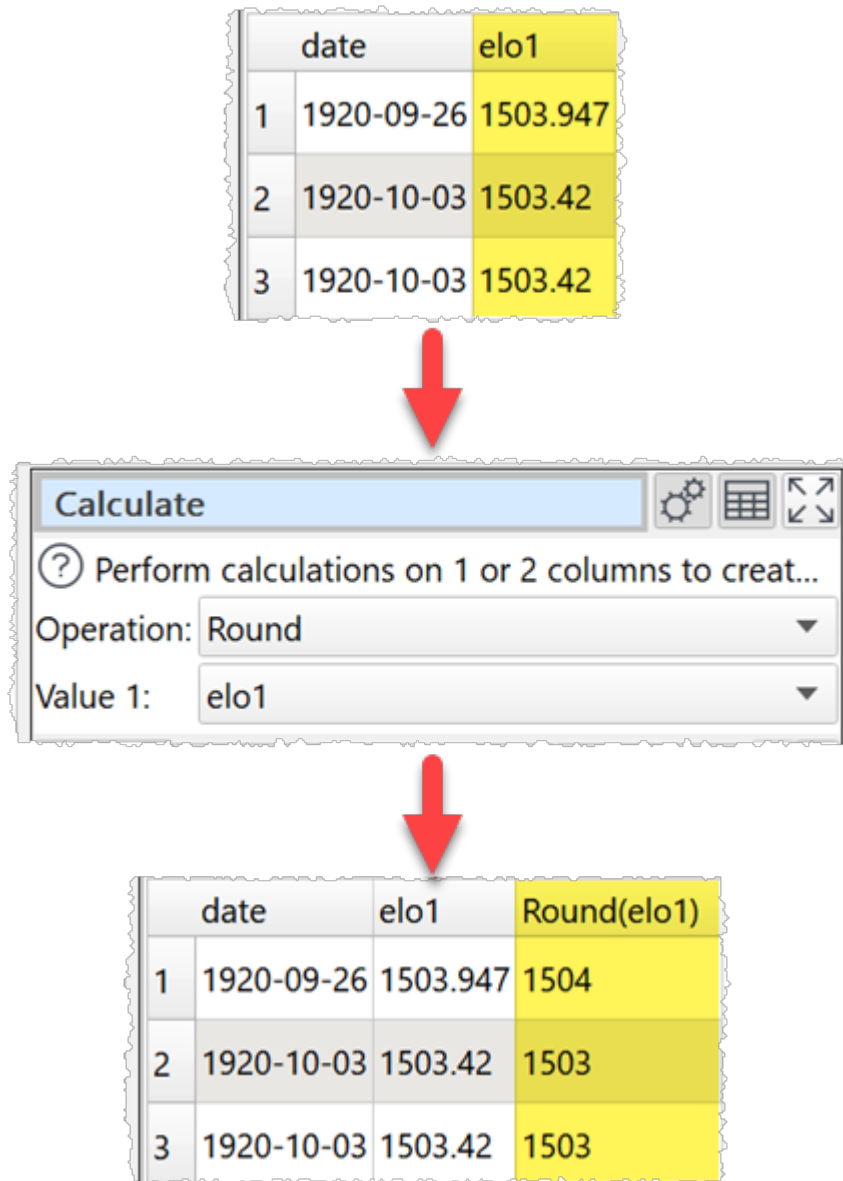 date elo1
1 1920-09-26 1503.947
2 1920-10-03 1503.42
3 1920-10-03 1503.42
Calculate
? Perform calculations on 1 or 2 columns to creat...
Operation: Round
Value 1: elo1
date elo1 Round(elo1)
1 1920-09-26 1503.947 1504
2 1920-10-03 1503.42 1503
3 1920-10-03 1503.42 1503